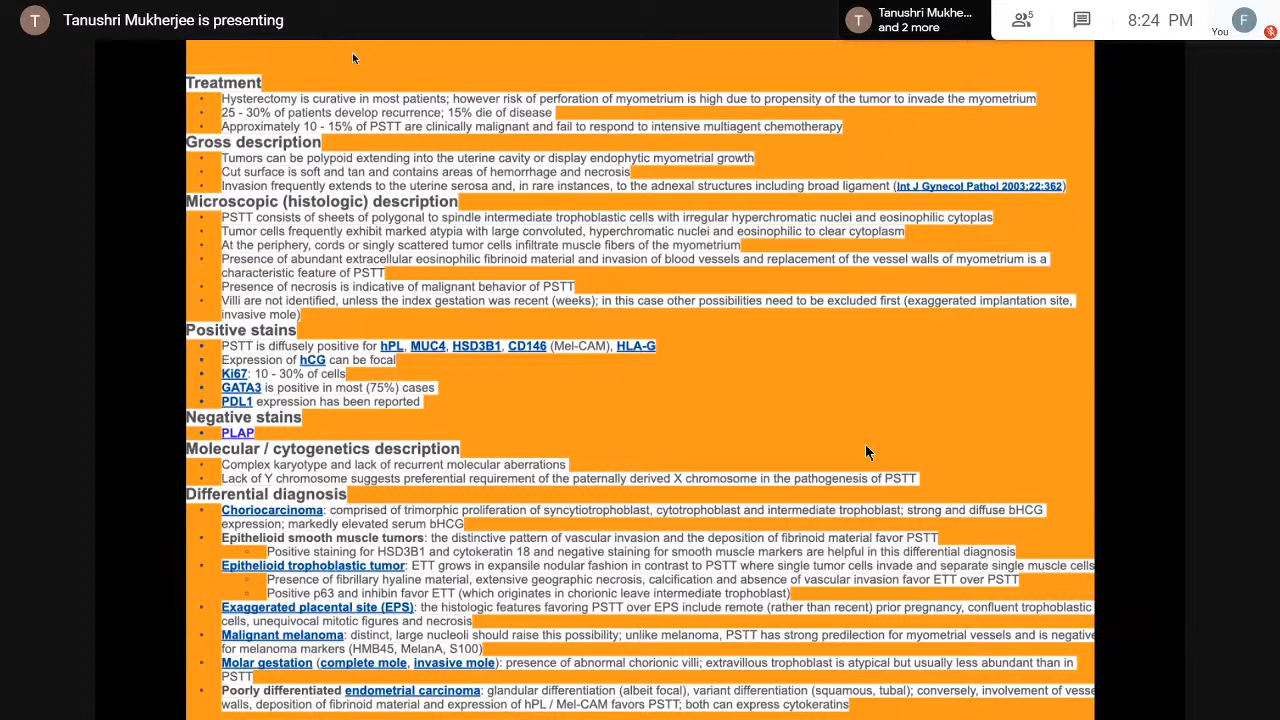 T Tanushri Mukherjee is presenting
T Tanushri Mukhe...
and 2 more
5
8:24 PM
You
F
Treatment
• Hysterectomy is curative in most patients; however risk of perforation of myometrium is high due to propensity of the tumor to invade the myometrium
• 25 - 30% of patients develop recurrence; 15% die of disease
• Approximately 10 - 15% of PSTT are clinically malignant and fail to respond to intensive multiagent chemotherapy
Gross description
• Tumors can be polypoid extending into the uterine cavity or display endophytic myometrial growth
• Cut surface is soft and tan and contains areas of hemorrhage and necrosis
• Invasion frequently extends to the uterine serosa and, in rare instances, to the adnexal structures including broad ligament (Int J Gynecol Pathol 2003;22:362)
Microscopic (histologic) description
• PSTT consists of sheets of polygonal to spindle intermediate trophoblastic cells with irregular hyperchromatic nuclei and eosinophilic cytoplas
• Tumor cells frequently exhibit marked atypia with large convoluted, hyperchromatic nuclei and eosinophilic to clear cytoplasm
• At the periphery, cords or singly scattered tumor cells infiltrate muscle fibers of the myometrium
• Presence of abundant extracellular eosinophilic fibrinoid material and invasion of blood vessels and replacement of the vessel walls of myometrium is a
characteristic feature of PSTT
• Presence of necrosis is indicative of malignant behavior of PSTT
• Villi are not identified, unless the index gestation was recent (weeks); in this case other possibilities need to be excluded first (exaggerated implantation site,
invasive mole)
Positive stains
• PSTT is diffusely positive for hPL, MUC4, HSD3B1, CD146 (Mel-CAM), HLA-G
• Expression of hCG can be focal
• Ki67: 10 - 30% of cells
• GATA3 is positive in most (75%) cases
• PDL1 expression has been reported
Negative stains
• PLAP
Molecular / cytogenetics description
• Complex karyotype and lack of recurrent molecular aberrations
• Lack of Y chromosome suggests preferential requirement of the paternally derived X chromosome in the pathogenesis of PSTT
Differential diagnosis
• Choriocarcinoma: comprised of trimorphic proliferation of syncytiotrophoblast, cytotrophoblast and intermediate trophoblast; strong and diffuse bHCG
expression; markedly elevated serum bHCG
• Epithelioid smooth muscle tumors: the distinctive pattern of vascular invasion and the deposition of fibrinoid material favor PSTT
◦ Positive staining for HSD3B1 and cytokeratin 18 and negative staining for smooth muscle markers are helpful in this differential diagnosis
• Epithelioid trophoblastic tumor: ETT grows in expansile nodular fashion in contrast to PSTT where single tumor cells invade and separate single muscle cells
◦ Presence of fibrillary hyaline material, extensive geographic necrosis, calcification and absence of vascular invasion favor ETT over PSTT
◦ Positive p63 and inhibin favor ETT (which originates in chorionic leave intermediate trophoblast)
• Exaggerated placental site (EPS): the histologic features favoring PSTT over EPS include remote (rather than recent) prior pregnancy, confluent trophoblastic
cells, unequivocal mitotic figures and necrosis
• Malignant melanoma: distinct, large nucleoli should raise this possibility; unlike melanoma, PSTT has strong predilection for myometrial vessels and is negative
for melanoma markers (HMB45, MelanA, S100)
• Molar gestation (complete mole, invasive mole): presence of abnormal chorionic villi; extravillous trophoblast is atypical but usually less abundant than in
PSTT
• Poorly differentiated endometrial carcinoma: glandular differentiation (albeit focal), variant differentiation (squamous, tubal); conversely, involvement of vesse
walls, deposition of fibrinoid material and expression of hPL / Mel-CAM favors PSTT; both can express cytokeratins